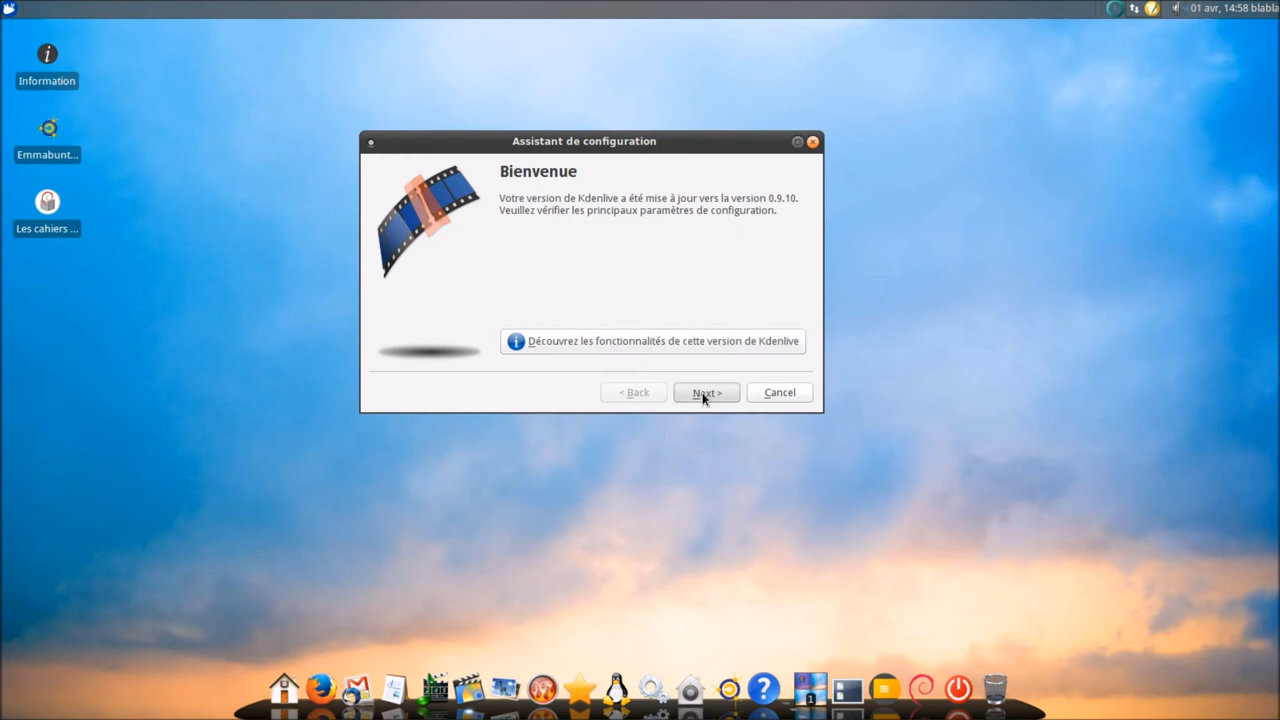 01 avr, 14:58 blabla
Information
Emmabunt...
Les cahiers ...
Assistant de configuration
Bienvenue
Votre version de Kdenlive a été mise à jour vers la version 0.9.10.
Veuillez vérifier les principaux paramètres de configuration.
Découvrez les fonctionnalités de cette version de Kdenlive
< Back
Next >
Cancel
1